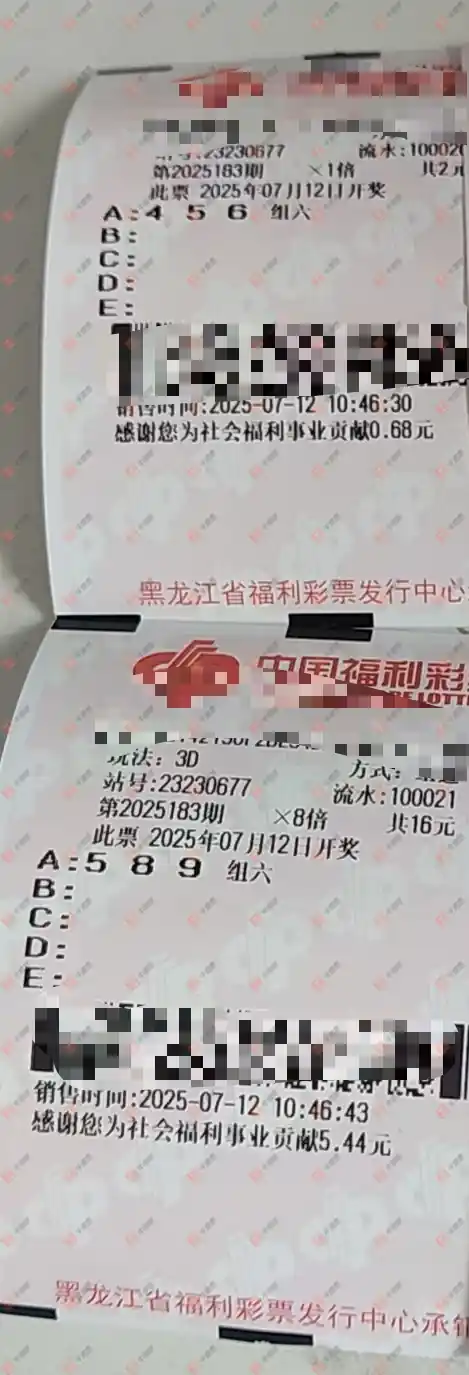 站号:23230677 流水:100020
第2025183期 ×1倍 共2元
此票 2025年07月12日开奖
A:4 5 6 组六
B:
C:
D:
E:
销售时间:2025-07-12 10:46:30
感谢您为社会福利事业贡献0.68元
黑龙江省福利彩票发行中心
中国福利彩
玩法: 3D 方式:
站号:23230677 流水:100021
第2025183期 ×8倍 共16元
此票 2025年07月12日开奖
A:5 8 9 组六
B:
C:
D:
E:
销售时间:2025-07-12 10:46:43
感谢您为社会福利事业贡献5.44元
黑龙江省福利彩票发行中心承销